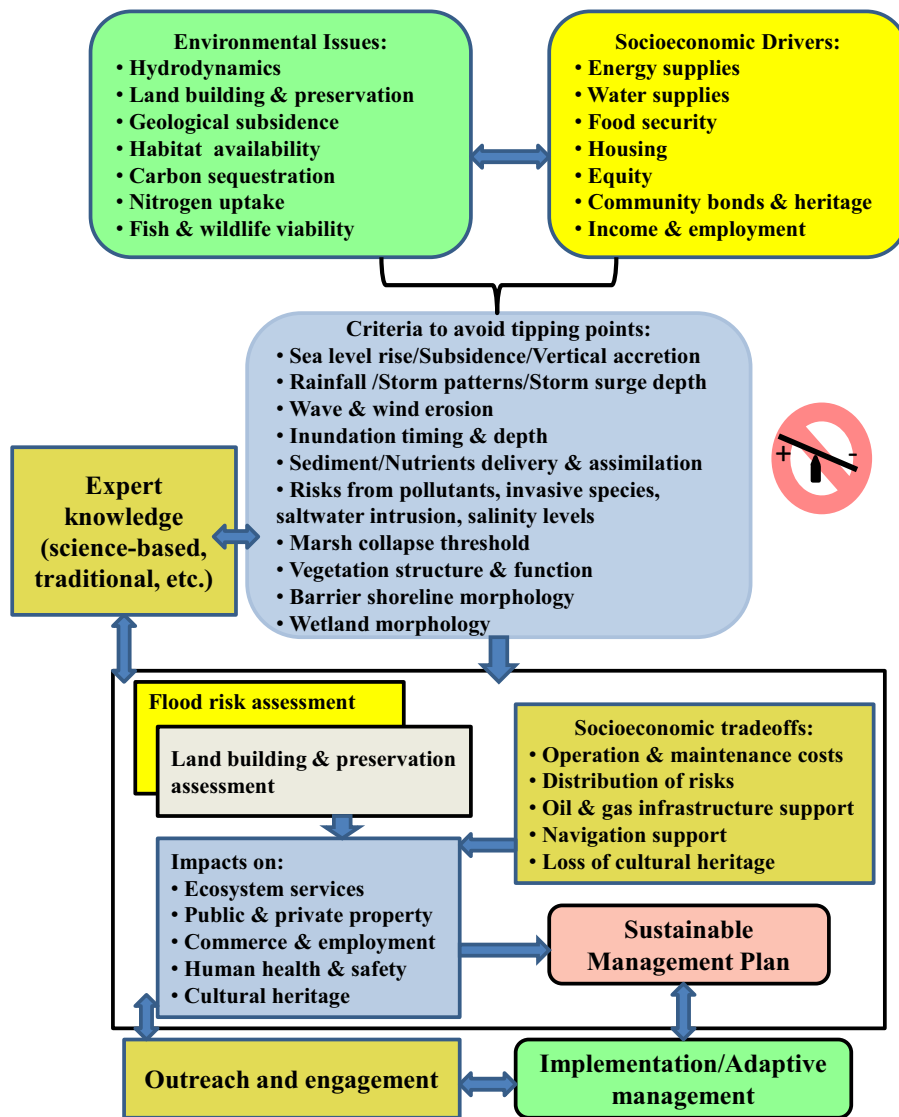 Environmental Issues:
• Hydrodynamics
• Land building & preservation
• Geological subsidence
• Habitat availability
• Carbon sequestration
• Nitrogen uptake
• Fish & wildlife viability
Socioeconomic Drivers:
• Energy supplies
• Water supplies
• Food security
• Housing
• Equity
• Community bonds & heritage
• Income & employment
Criteria to avoid tipping points:
• Sea level rise/Subsidence/Vertical accretion
• Rainfall /Storm patterns/Storm surge depth
• Wave & wind erosion
• Inundation timing & depth
• Sediment/Nutrients delivery & assimilation
• Risks from pollutants, invasive species,
saltwater intrusion, salinity levels
• Marsh collapse threshold
• Vegetation structure & function
• Barrier shoreline morphology
• Wetland morphology
+ -
Expert
knowledge
(science-based,
traditional, etc.)
Flood risk assessment
Land building & preservation
assessment
Socioeconomic tradeoffs:
• Operation & maintenance costs
• Distribution of risks
• Oil & gas infrastructure support
• Navigation support
• Loss of cultural heritage
Impacts on:
• Ecosystem services
• Public & private property
• Commerce & employment
• Human health & safety
• Cultural heritage
Sustainable
Management Plan
Outreach and engagement
Implementation/Adaptive
management